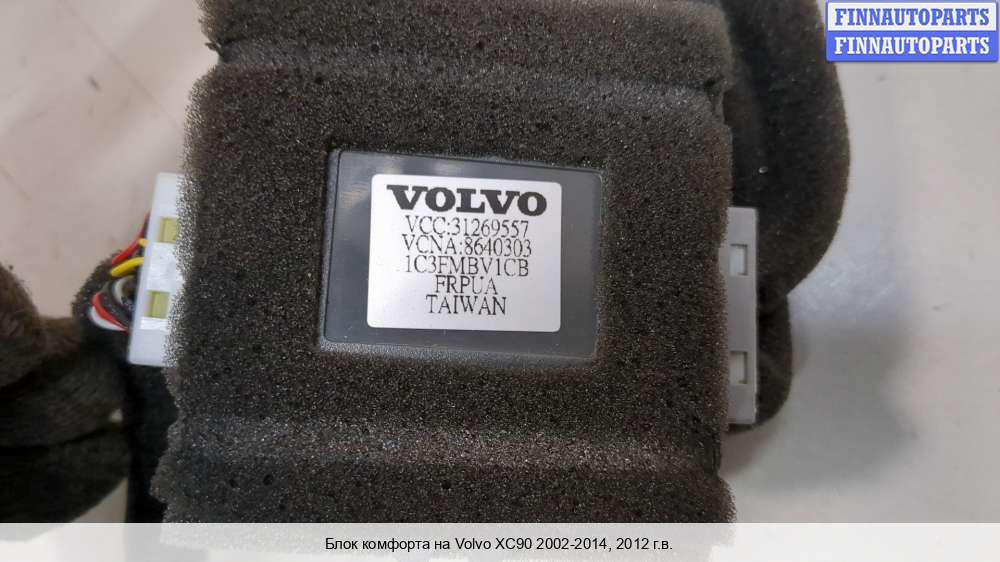 FINNAUTOPARTS
FINNAUTOPARTS
VOLVO
VCC:31269557
VCNA:8640303
1C3FMBV1CB
FRPUA
TAIWAN
Блок комфорта на Volvo XC90 2002-2014, 2012 г.в.